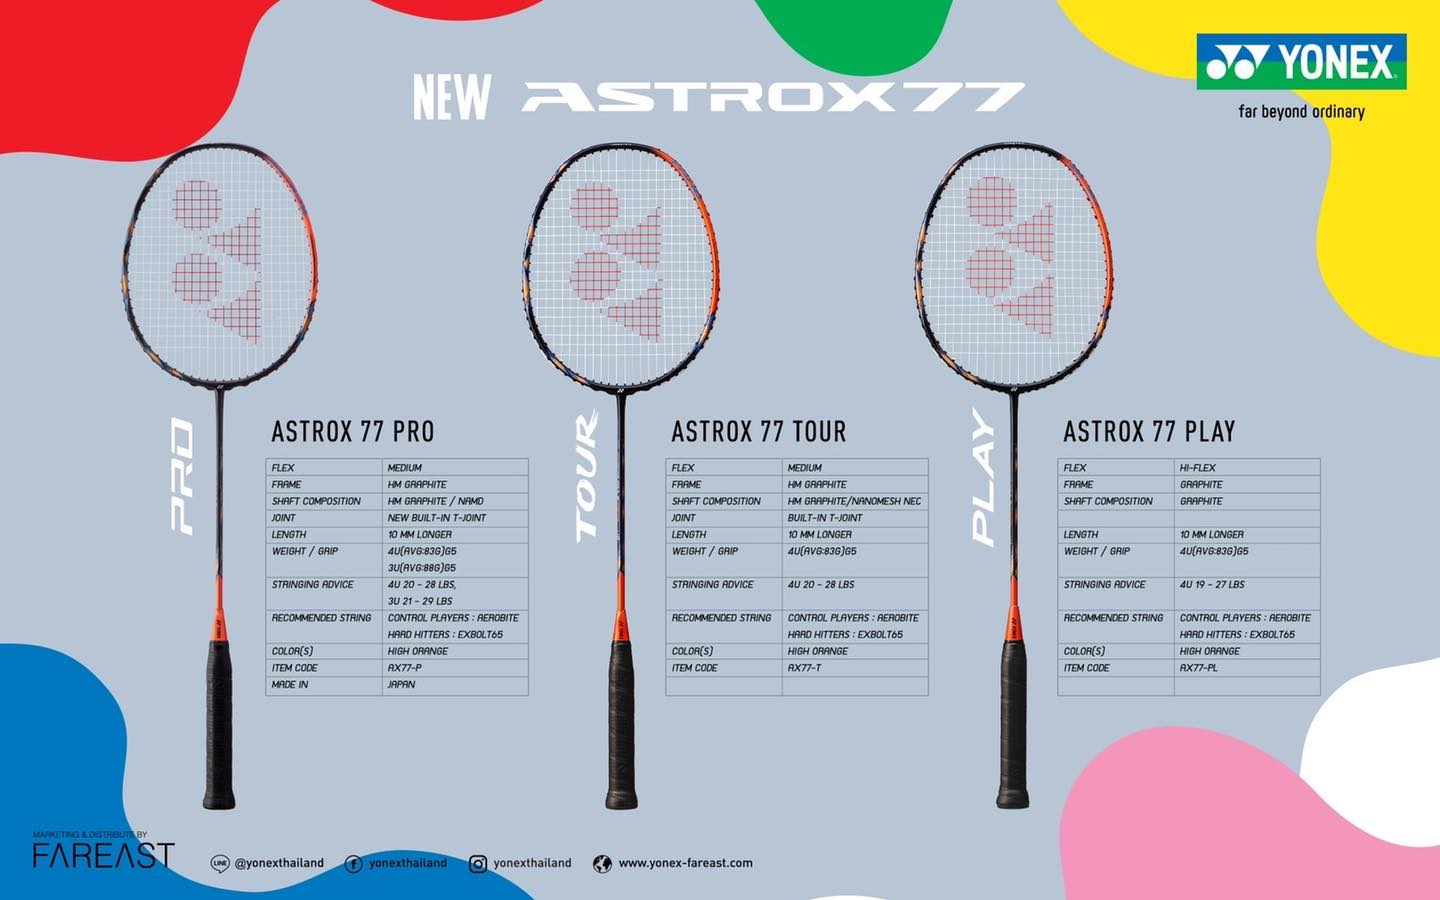 NEW ASTROX77
YONEX
far beyond ordinary
PRO
ASTROX 77 PRO
FLEX MEDIUM
FRAME HM GRAPHITE
SHAFT COMPOSITION HM GRAPHITE / NAMD
JOINT NEW BUILT-IN T-JOINT
LENGTH 10 MM LONGER
WEIGHT / GRIP 4U(AVG:83G)G5
3U(AVG:88G)G5
STRINGING ADVICE 4U 20 - 28 LBS,
3U 21 - 29 LBS
RECOMMENDED STRING CONTROL PLAYERS : AEROBITE
HARD HITTERS : EXBOLT65
COLOR(S) HIGH ORANGE
ITEM CODE AX77-P
MADE IN JAPAN
TOUR
ASTROX 77 TOUR
FLEX MEDIUM
FRAME HM GRAPHITE
SHAFT COMPOSITION HM GRAPHITE/NANOMESH NEC
JOINT BUILT-IN T-JOINT
LENGTH 10 MM LONGER
WEIGHT / GRIP 4U(AVG:83G)G5
STRINGING ADVICE 4U 20 - 28 LBS
RECOMMENDED STRING CONTROL PLAYERS : AEROBITE
HARD HITTERS : EXBOLT65
COLOR(S) HIGH ORANGE
ITEM CODE AX77-T
PLAY
ASTROX 77 PLAY
FLEX HI-FLEX
FRAME GRAPHITE
SHAFT COMPOSITION GRAPHITE
LENGTH 10 MM LONGER
WEIGHT / GRIP 4U(AVG:83G)G5
STRINGING ADVICE 4U 19 - 27 LBS
RECOMMENDED STRING CONTROL PLAYERS : AEROBITE
HARD HITTERS : EXBOLT65
COLOR(S) HIGH ORANGE
ITEM CODE AX77-PL
MARKETING & DISTRIBUTE BY
FAREAST
LINE @yonexthailand yonexthailand yonexthailand www.yonex-fareast.com